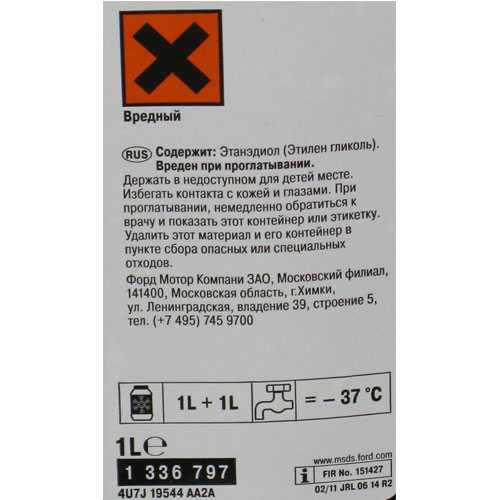 Вредный
RUS Содержит: Этанэдиол (Этилен гликоль).
Вреден при проглатывании.
Держать в недоступном для детей месте.
Избегать контакта с кожей и глазами. При
проглатывании, немедленно обратиться к
врачу и показать этот контейнер или этикетку.
Удалить этот материал и его контейнер в
пункте сбора опасных или специальных
отходов.
Форд Мотор Компани ЗАО, Московский филиал,
141400, Московская область, г.Химки,
ул. Ленинградская, владение 39, строение 5,
тел. (+7 495) 745 9700
1L + 1L = – 37 °C
1L℮
1 336 797
4U7J 19544 AA2A
www.msds.ford.com
i FIR No. 151427
02/11 JRL 06 14 R2